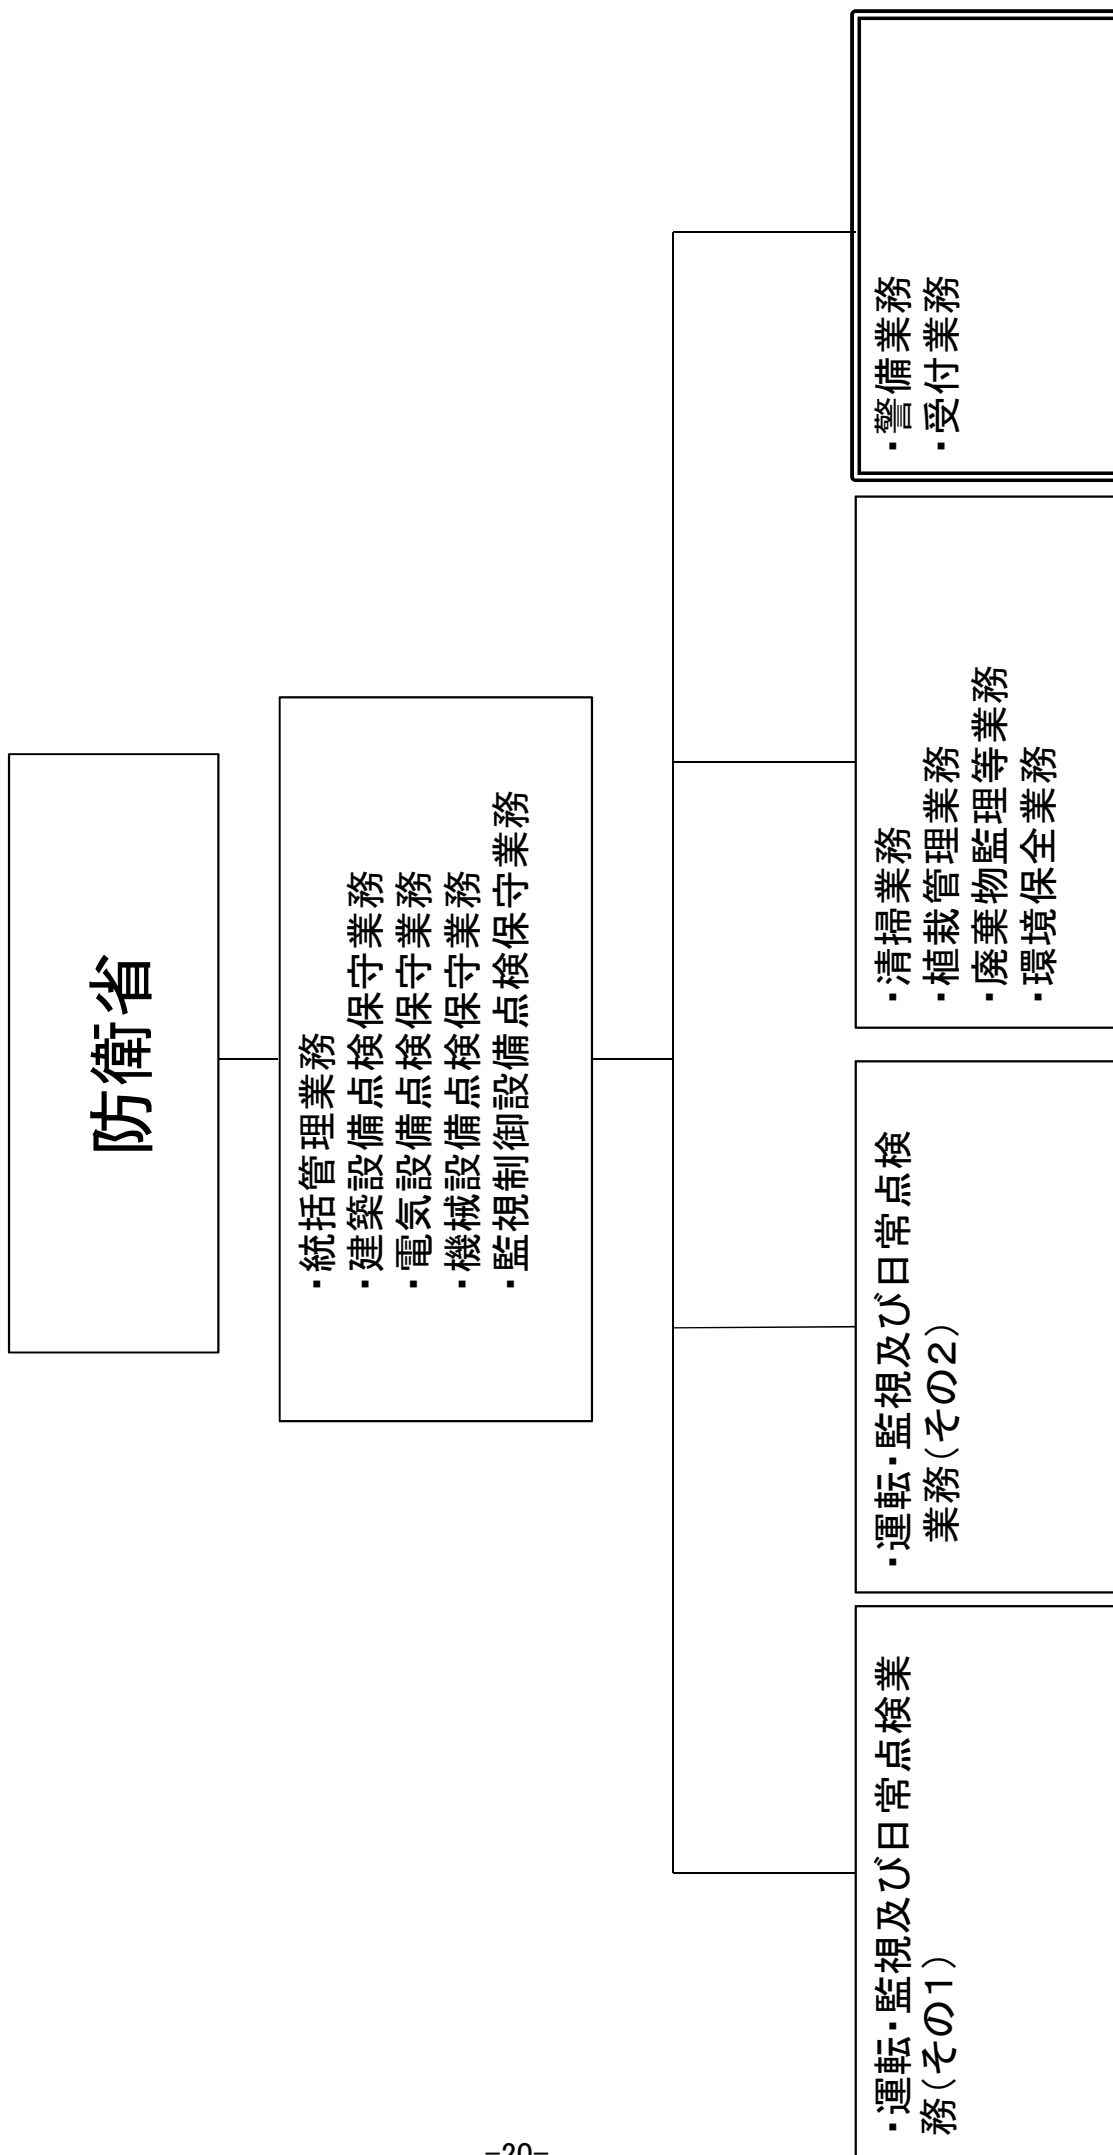 防衛省
・統括管理業務
・建築設備点検保守業務
・電気設備点検保守業務
・機械設備点検保守業務
・監視制御設備点検保守業務
・運転・監視及び日常点検業
務(その1)
・運転・監視及び日常点検
業務(その2)
・清掃業務
・植栽管理業務
・廃棄物監理等業務
・環境保全業務
・警備業務
・受付業務
-20-